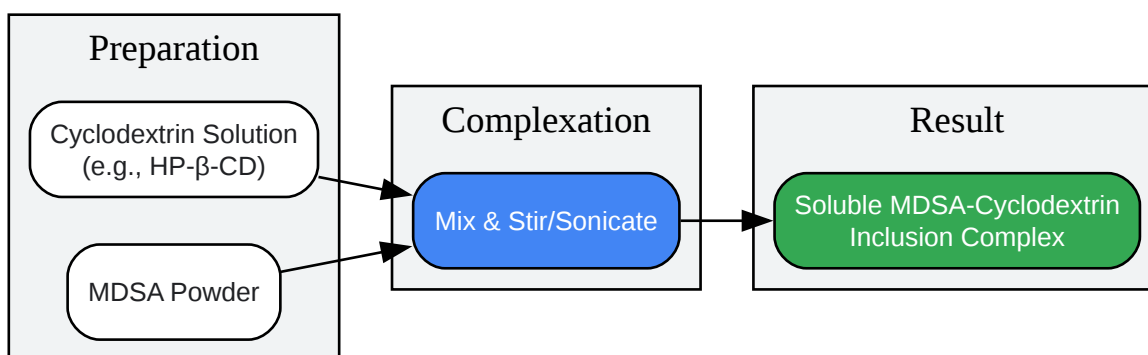 Preparation
Cyclodextrin Solution
(e.g., HP-β-CD)
MDSA Powder
Complexation
Mix & Stir/Sonicate
Result
Soluble MDSA-Cyclodextrin
Inclusion Complex